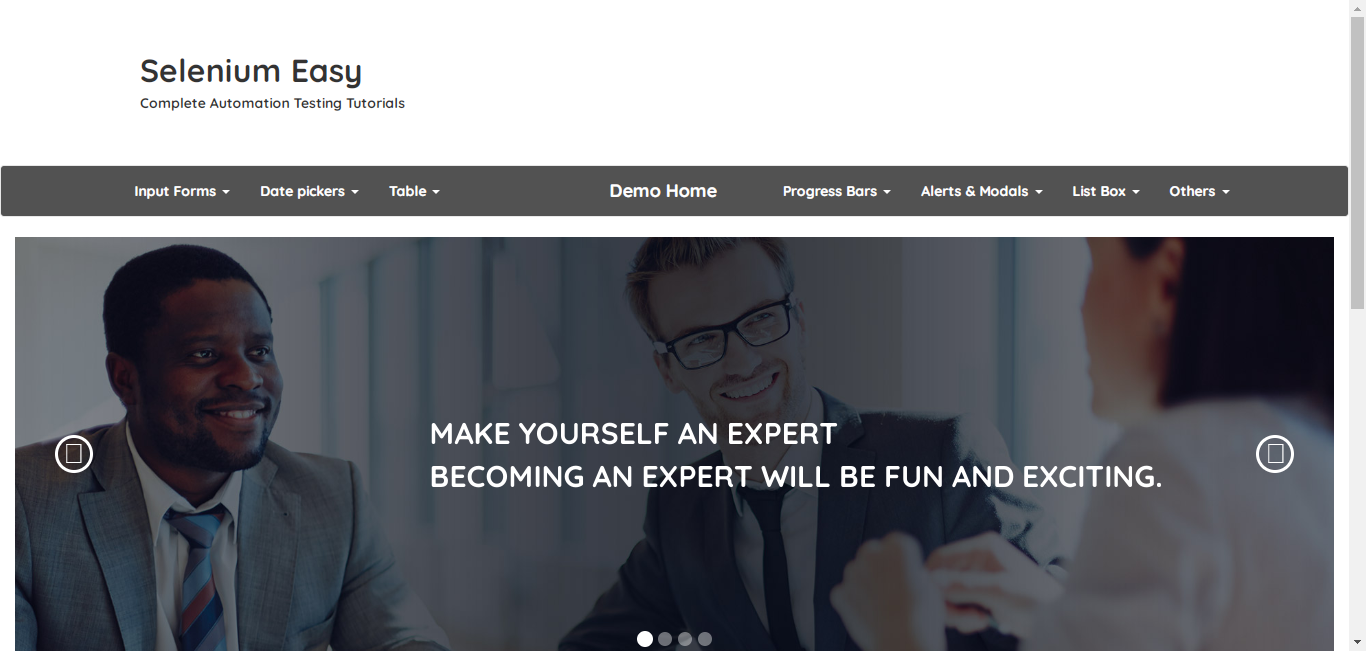 Selenium Easy
Complete Automation Testing Tutorials
Input Forms Date pickers Table Demo Home Progress Bars Alerts & Modals List Box Others
MAKE YOURSELF AN EXPERT
BECOMING AN EXPERT WILL BE FUN AND EXCITING.